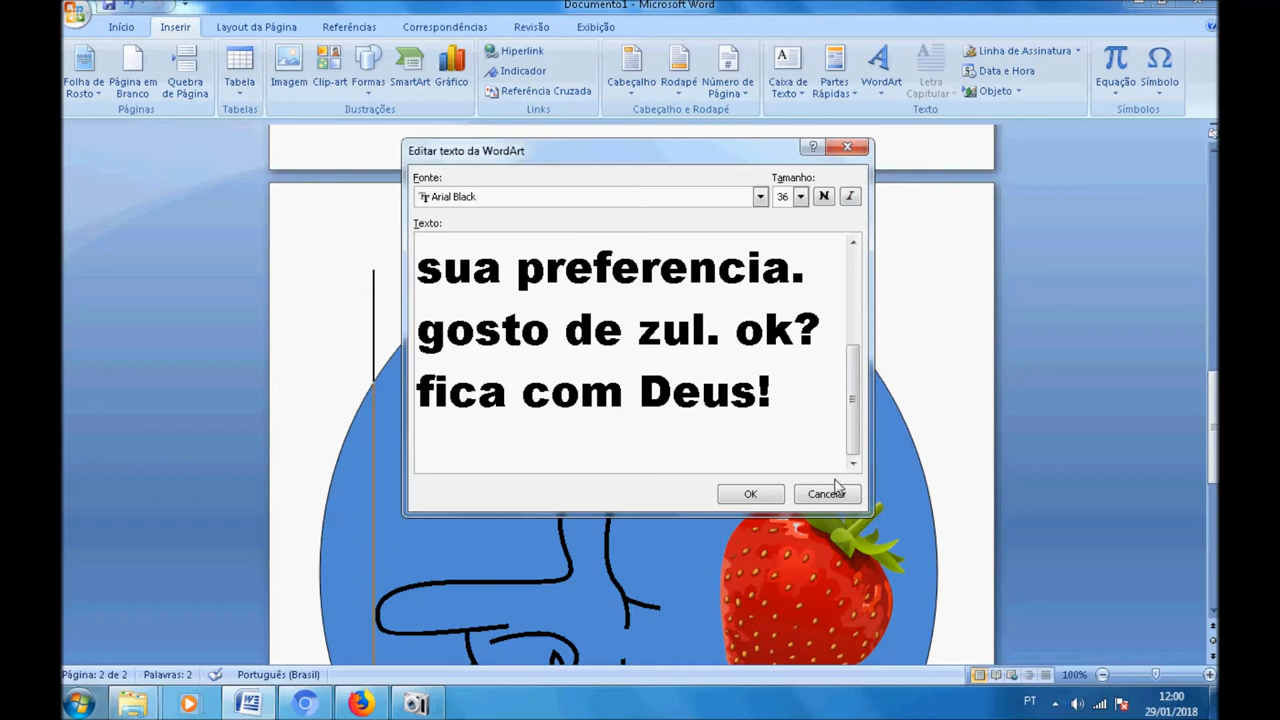 Documento1 - Microsoft Word
Início Inserir Layout da Página Referências Correspondências Revisão Exibição
Folha de Rosto
Página em Branco
Quebra de Página
Páginas
Tabela
Tabelas
Imagem
Clip-art
Formas
SmartArt
Gráfico
Ilustrações
Hiperlink
Indicador
Referência Cruzada
Links
Cabeçalho
Rodapé
Número de Página
Cabeçalho e Rodapé
Caixa de Texto
Partes Rápidas
WordArt
Letra Capitular
Linha de Assinatura
Data e Hora
Objeto
Texto
Equação
Símbolo
Símbolos
Editar texto da WordArt
Fonte:
Tamanho:
Arial Black
36
N
I
Texto:
sua preferencia.
gosto de zul. ok?
fica com Deus!
OK
Cancelar
Página: 2 de 2
Palavras: 2
Português (Brasil)
100%
PT
12:00
29/01/2018